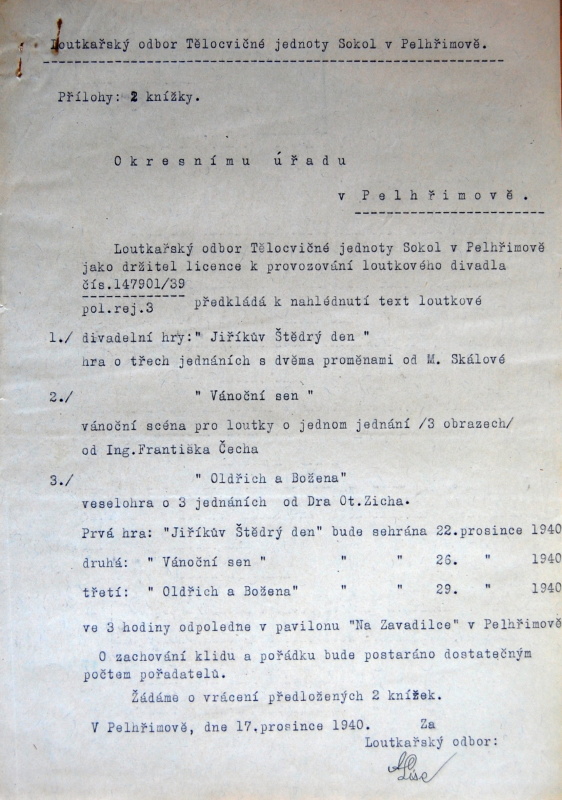 Loutkařský odbor Tělocvičné jednoty Sokol v Pelhřimově.
Přílohy: 2 knížky.
Okresnímu úřadu
v Pelhřimově.
Loutkařský odbor Tělocvičné jednoty Sokol v Pelhřimově
jako držitel licence k provozování loutkového divadla
čís.147901/39
pol.rej.3 předkládá k nahlédnutí text loutkové
1./ divadelní hry:" Jiříkův Štědrý den "
hra o třech jednáních s dvěma proměnami od M. Skálové
2./ " Vánoční sen "
vánoční scéna pro loutky o jednom jednání /3 obrazech/
od Ing.Františka Čecha
3./ " Oldřich a Božena"
veselohra o 3 jednáních od Dra Ot.Zicha.
Prvá hra: "Jiříkův Štědrý den" bude sehrána 22.prosince 1940
druhá: " Vánoční sen " " " 26. " 1940
třetí: " Oldřich a Božena" " " 29. " 1940
ve 3 hodiny odpoledne v pavilonu "Na Zavadilce" v Pelhřimově
O zachování klidu a pořádku bude postaráno dostatečným
počtem pořadatelů.
Žádáme o vrácení předložených 2 knížek.
V Pelhřimově, dne 17.prosince 1940. Za
Loutkařský odbor: